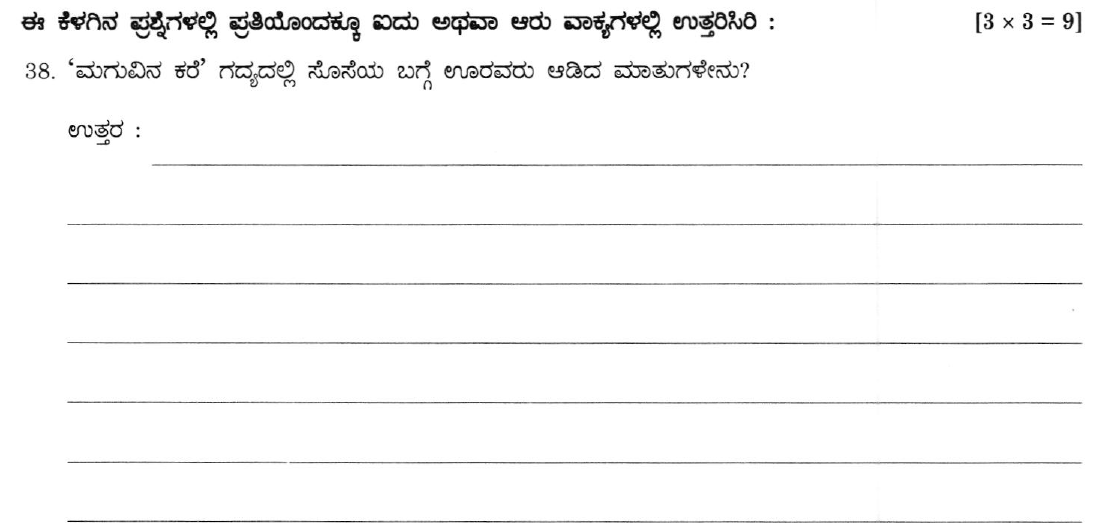 ಈ ಕೆಳಗಿನ ಪ್ರಶ್ನೆಗಳಲ್ಲಿ ಪ್ರತಿಯೊಂದಕ್ಕೂ ಐದು ಅಥವಾ ಆರು ವಾಕ್ಯಗಳಲ್ಲಿ ಉತ್ತರಿಸಿರಿ : [3 × 3 = 9]
38. ‘ಮಗುವಿನ ಕರೆ’ ಗದ್ಯದಲ್ಲಿ ಸೊಸೆಯ ಬಗ್ಗೆ ಊರವರು ಆಡಿದ ಮಾತುಗಳೇನು?
ಉತ್ತರ :